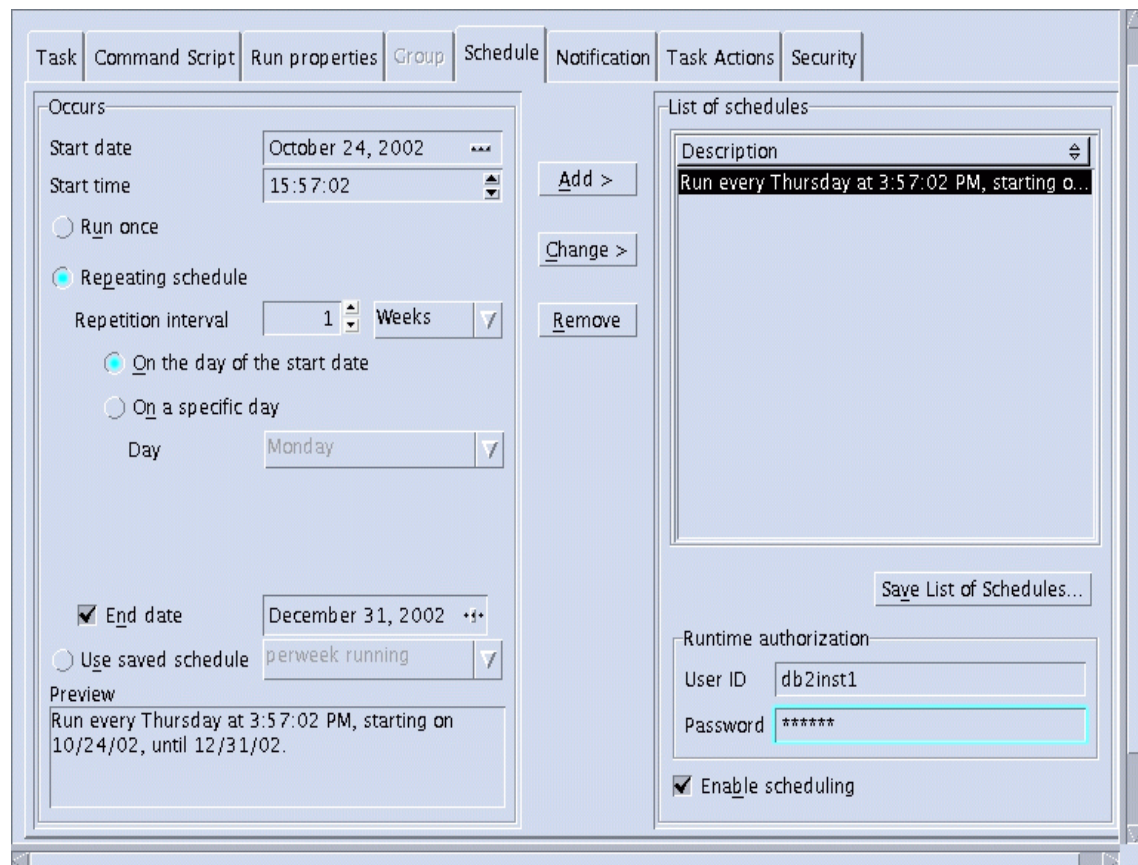 Task Command Script Run properties Group Schedule Notification Task Actions Security
Occurs
Start date October 24, 2002
Start time 15:57:02
Run once
Repeating schedule
Repetition interval 1 Weeks
On the day of the start date
On a specific day
Day Monday
End date December 31, 2002
Use saved schedule perweek running
Preview
Run every Thursday at 3:57:02 PM, starting on
10/24/02, until 12/31/02.
Add >
Change >
Remove
List of schedules
Description
Run every Thursday at 3:57:02 PM, starting o...
Save List of Schedules...
Runtime authorization
User ID db2inst1
Password ******
Enable scheduling